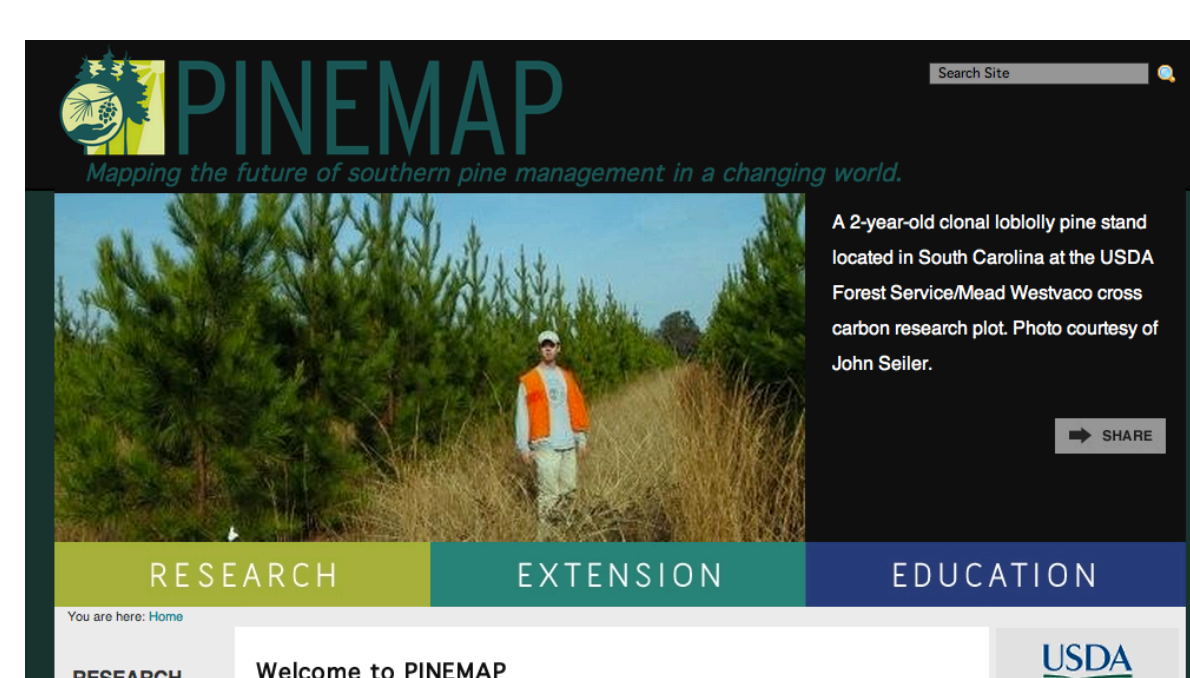 PINEMAP
Search Site
Mapping the future of southern pine management in a changing world.
A 2-year-old clonal loblolly pine stand
located in South Carolina at the USDA
Forest Service/Mead Westvaco cross
carbon research plot. Photo courtesy of
John Seiler.
SHARE
RESEARCH
EXTENSION
EDUCATION
You are here: Home
RESEARCH
Welcome to PINEMAP
USDA